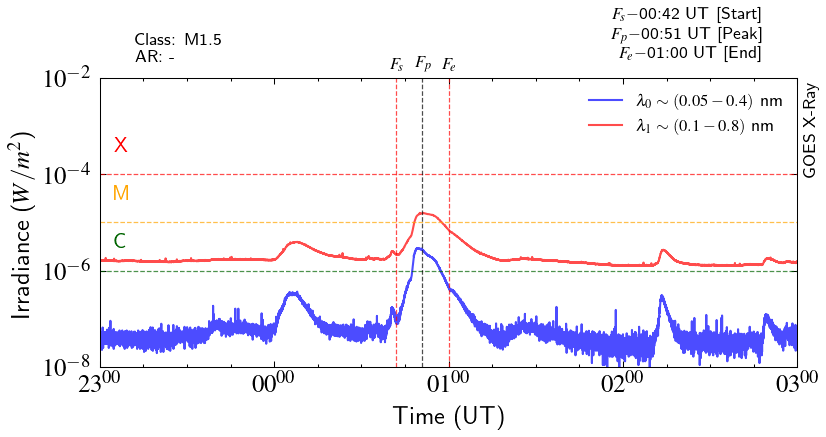 Fs−00:42 UT [Start]
Class: M1.5
Fp−00:51 UT [Peak]
AR: -
Fe−01:00 UT [End]
Fs Fp Fe
10⁻²
λ₀ ∼ (0.05 − 0.4) nm
λ₁ ∼ (0.1 − 0.8) nm
GOES X-Ray
X
10⁻⁴
M
C
10⁻⁶
10⁻⁸
Irradiance (W/m²)
23⁰⁰ 00⁰⁰ 01⁰⁰ 02⁰⁰ 03⁰⁰
Time (UT)